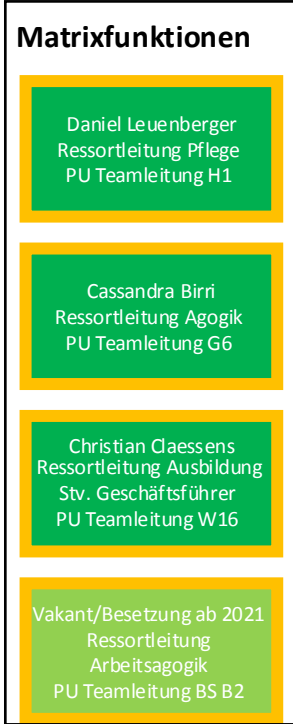 Matrixfunktionen
Daniel Leuenberger
Ressortleitung Pflege
PU Teamleitung H1
Cassandra Birri
Ressortleitung Agogik
PU Teamleitung G6
Christian Claessens
Ressortleitung Ausbildung
Stv. Geschäftsführer
PU Teamleitung W16
Vakant/Besetzung ab 2021
Ressortleitung
Arbeitsagogik
PU Teamleitung BS B2